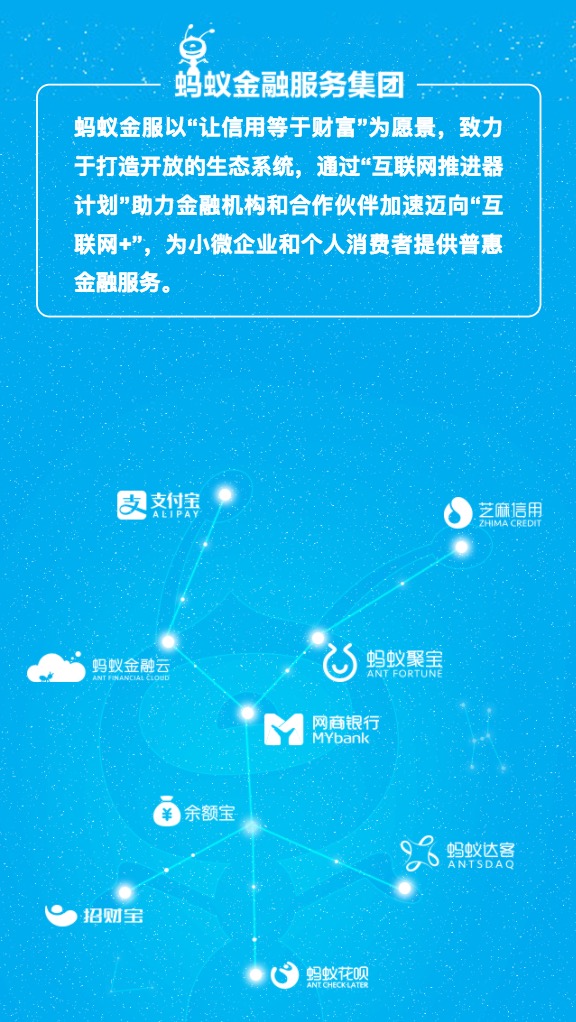 蚂蚁金融服务集团
蚂蚁金服以“让信用等于财富”为愿景，致力
于打造开放的生态系统，通过“互联网推进器
计划”助力金融机构和合作伙伴加速迈向“互
联网+”，为小微企业和个人消费者提供普惠
金融服务。
支付宝
ALIPAY
芝麻信用
ZHIMA CREDIT
蚂蚁金融云
ANT FINANCIAL CLOUD
蚂蚁聚宝
ANT FORTUNE
网商银行
MYbank
余额宝
蚂蚁达客
ANTSDAQ
招财宝
蚂蚁花呗
ANT CHECK LATER